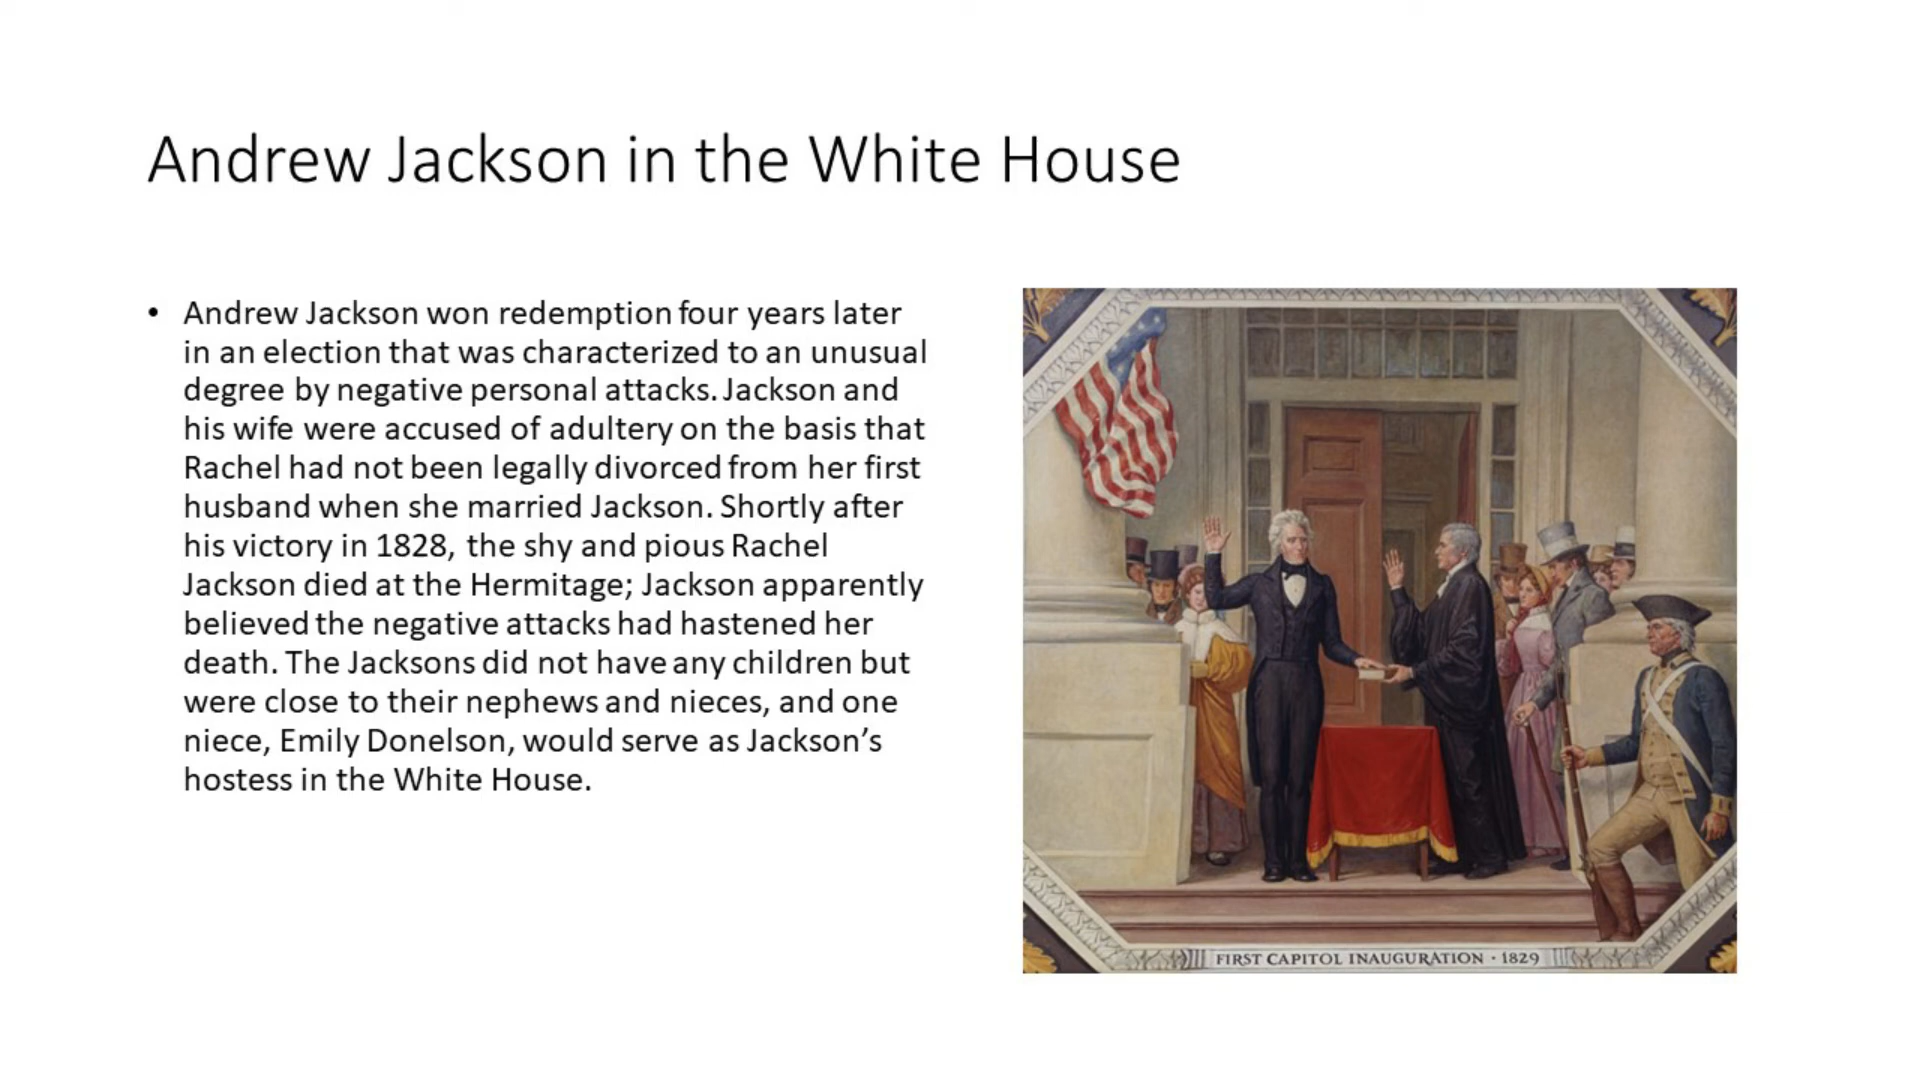 Andrew Jackson in the White House
• Andrew Jackson won redemption four years later
in an election that was characterized to an unusual
degree by negative personal attacks. Jackson and
his wife were accused of adultery on the basis that
Rachel had not been legally divorced from her first
husband when she married Jackson. Shortly after
his victory in 1828, the shy and pious Rachel
Jackson died at the Hermitage; Jackson apparently
believed the negative attacks had hastened her
death. The Jacksons did not have any children but
were close to their nephews and nieces, and one
niece, Emily Donelson, would serve as Jackson’s
hostess in the White House.
FIRST CAPITOL INAUGURATION · 1829